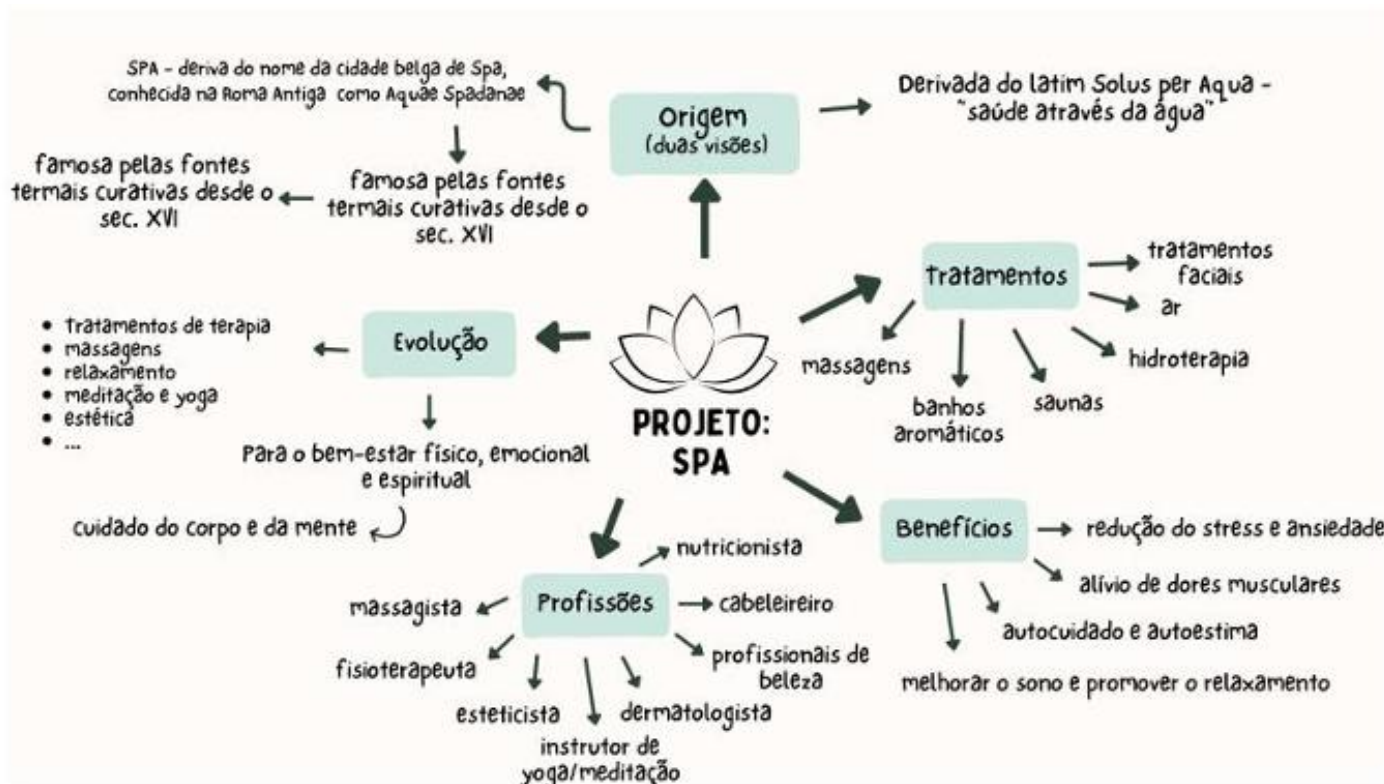 SPA - deriva do nome da cidade belga de Spa,
conhecida na Roma Antiga como Aquae Spadanae
famosa pelas fontes
termais curativas desde o
sec. XVI
famosa pelas fontes
termais curativas desde o
sec. XVI
Origem
(duas visões)
Derivada do latim Solus per Aqua -
"saúde através da água"
Tratamentos
tratamentos
faciais
ar
hidroterapia
saunas
banhos
aromáticos
massagens
Evolução
• Tratamentos de terapia
• massagens
• relaxamento
• meditação e yoga
• estética
• ...
Para o bem-estar físico, emocional
e espiritual
cuidado do corpo e da mente
PROJETO:
SPA
Benefícios
redução do stress e ansiedade
alívio de dores musculares
autocuidado e autoestima
melhorar o sono e promover o relaxamento
Profissões
nutricionista
cabeleireiro
profissionais de
beleza
dermatologista
instrutor de
yoga/meditação
esteticista
fisioterapeuta
massagista